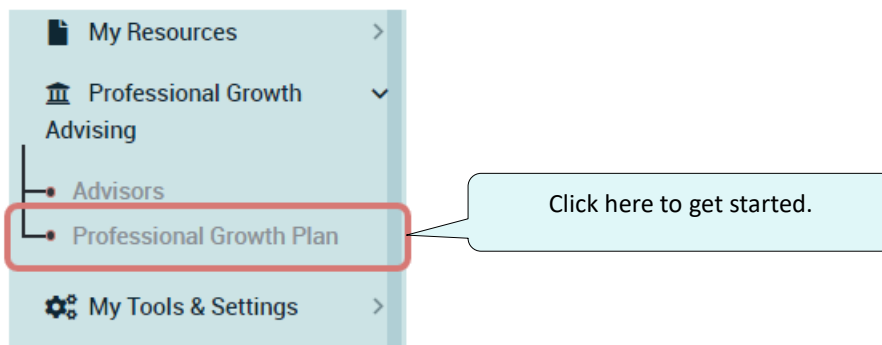 My Resources
Professional Growth
Advising
Advisors
Professional Growth Plan
Click here to get started.
My Tools & Settings